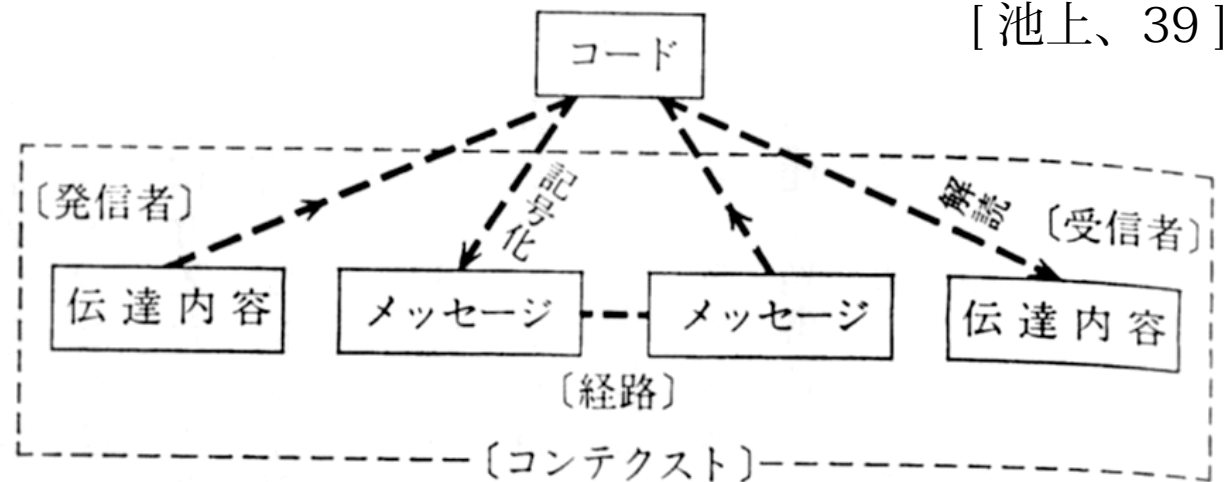 [ 池上、39 ]
コード
〔発信者〕
記号化
解読
〔受信者〕
伝達内容
メッセージ
メッセージ
伝達内容
〔経路〕
〔コンテクスト〕